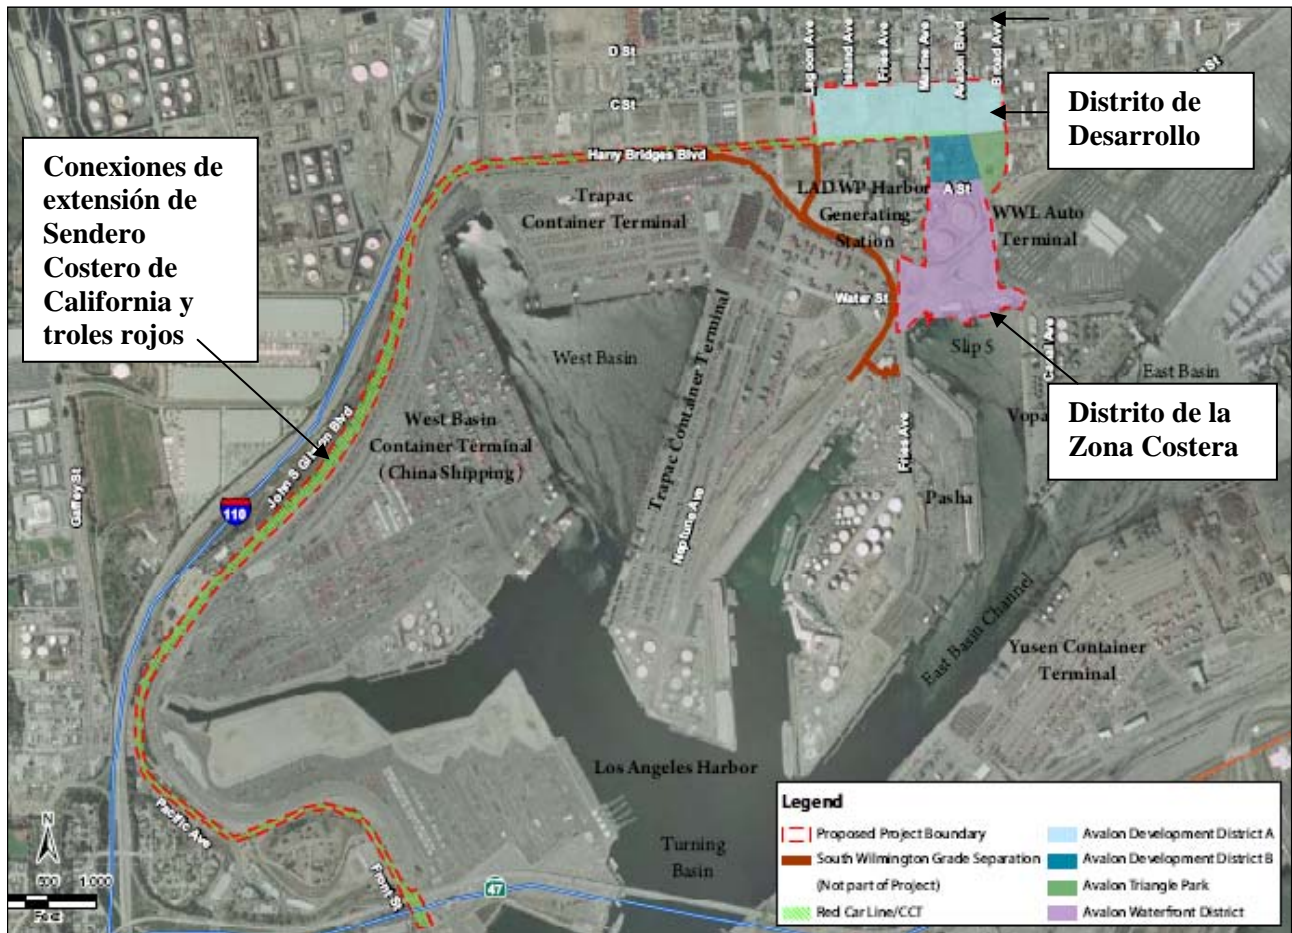 D St
C St
Lagoon Ave
Island Ave
Fries Ave
Marine Ave
Avalon Blvd
Broad Ave
Distrito de
Desarrollo
Conexiones de
extensión de
Sendero
Costero de
California y
troles rojos
Harry Bridges Blvd
Trapac
Container Terminal
LADWP Harbor
Generating
Station
A St
WWL Auto
Terminal
Water St
Slip 5
East Basin
West Basin
Trapac Container Terminal
Distrito de la
Zona Costera
West Basin
Container Terminal
(China Shipping)
Gaffey St
110
Neptune Ave
Fries Ave
Pasha
East Basin Channel
Yusen Container
Terminal
Los Angeles Harbor
Turning
Basin
Pacific Ave
Front St
47
N
1,000
Feet
Legend
Proposed Project Boundary
South Wilmington Grade Separation
(Not part of Project)
Red Car Line/CCT
Avalon Development District A
Avalon Development District B
Avalon Triangle Park
Avalon Waterfront District